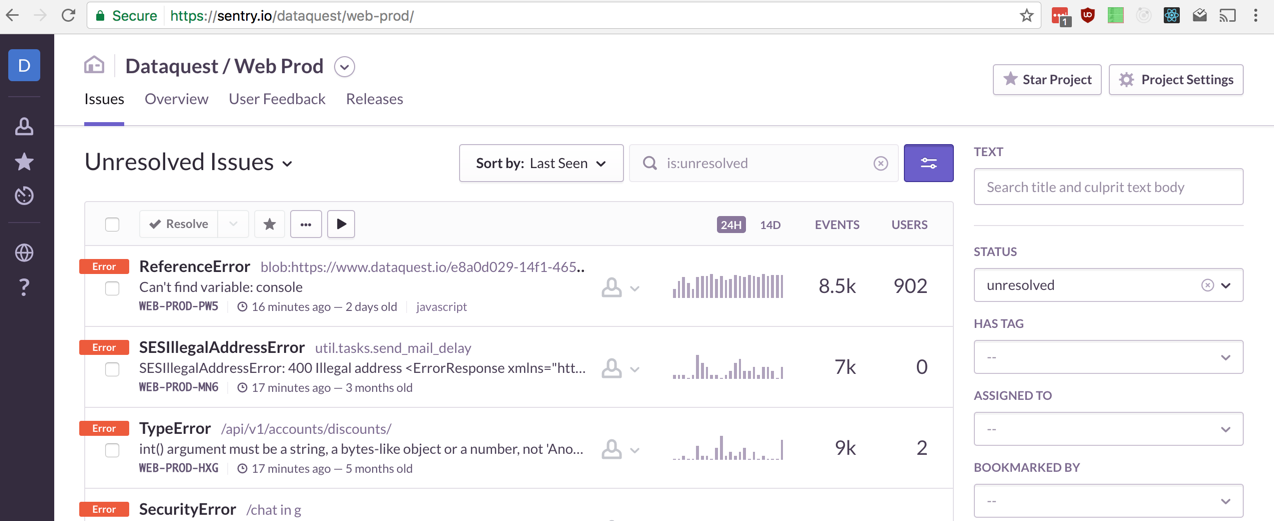 Secure https://sentry.io/dataquest/web-prod/
1
D
Dataquest / Web Prod
Star Project
Project Settings
Issues Overview User Feedback Releases
Unresolved Issues
Sort by: Last Seen
is:unresolved
TEXT
Search title and culprit text body
Resolve
...
24H 14D EVENTS USERS
Error
ReferenceError blob:https://www.dataquest.io/e8a0d029-14f1-465...
Can't find variable: console
WEB-PROD-PW5 16 minutes ago — 2 days old javascript
8.5k 902
Error
SESIllegalAddressError util.tasks.send_mail_delay
SESIllegalAddressError: 400 Illegal address <ErrorResponse xmlns="htt...
WEB-PROD-MN6 17 minutes ago — 3 months old
7k 0
Error
TypeError /api/v1/accounts/discounts/
int() argument must be a string, a bytes-like object or a number, not 'Ano...
WEB-PROD-HXG 17 minutes ago — 5 months old
9k 2
Error
SecurityError /chat in g
STATUS
unresolved
HAS TAG
--
ASSIGNED TO
--
BOOKMARKED BY
--
?